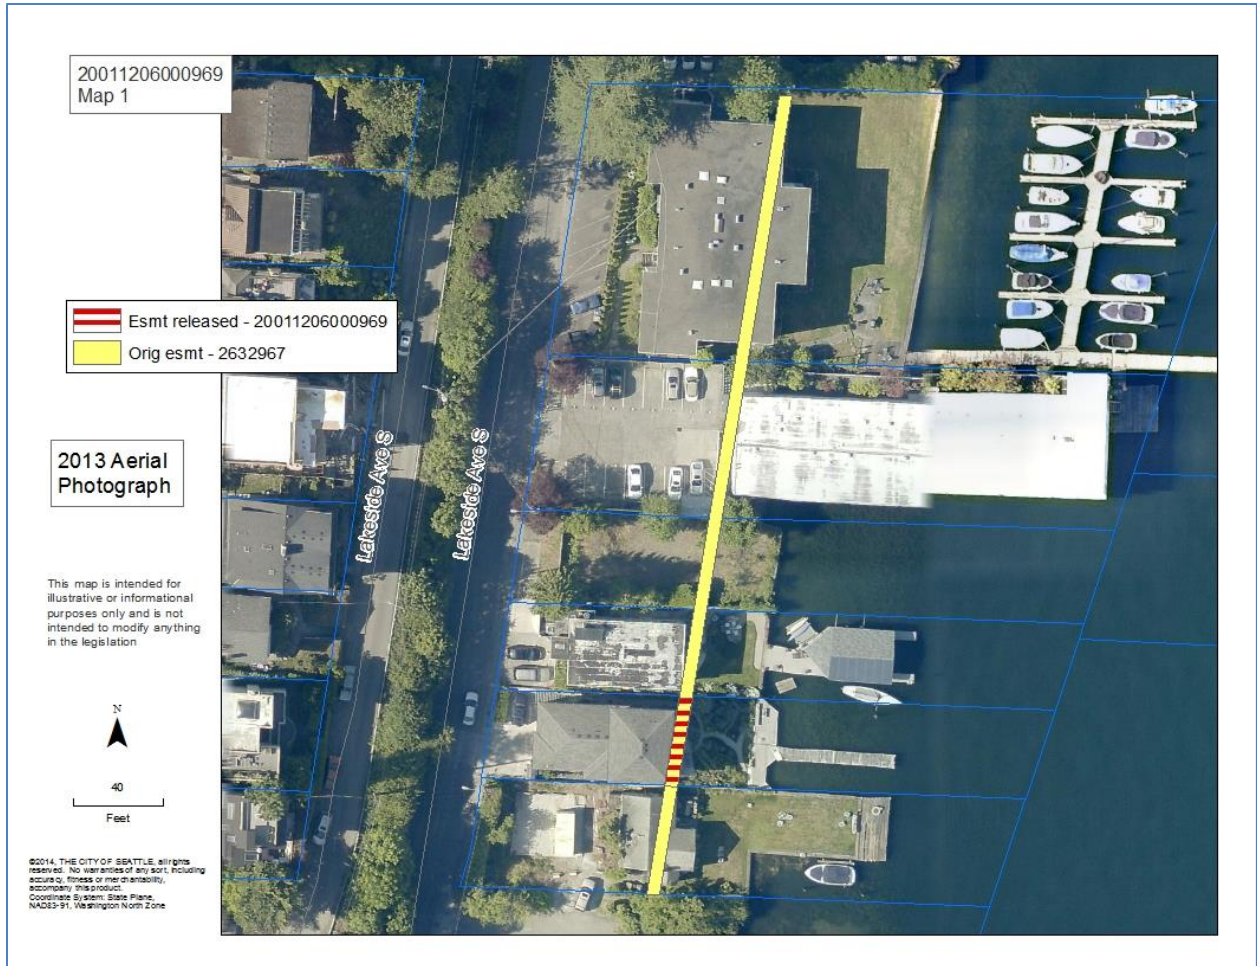 20011206000969
Map 1
Esmt released - 20011206000969
Orig esmt - 2632967
2013 Aerial
Photograph
Lakeside Ave S
Lakeside Ave S
This map is intended for
illustrative or informational
purposes only and is not
intended to modify anything
in the legislation
N
40
Feet
©2014, THE CITY OF SEATTLE, all rights
reserved. No warranties of any sort, including
accuracy, fitness or merchantability,
accompany this product.
Coordinate System: State Plane,
NAD83-91, Washington North Zone